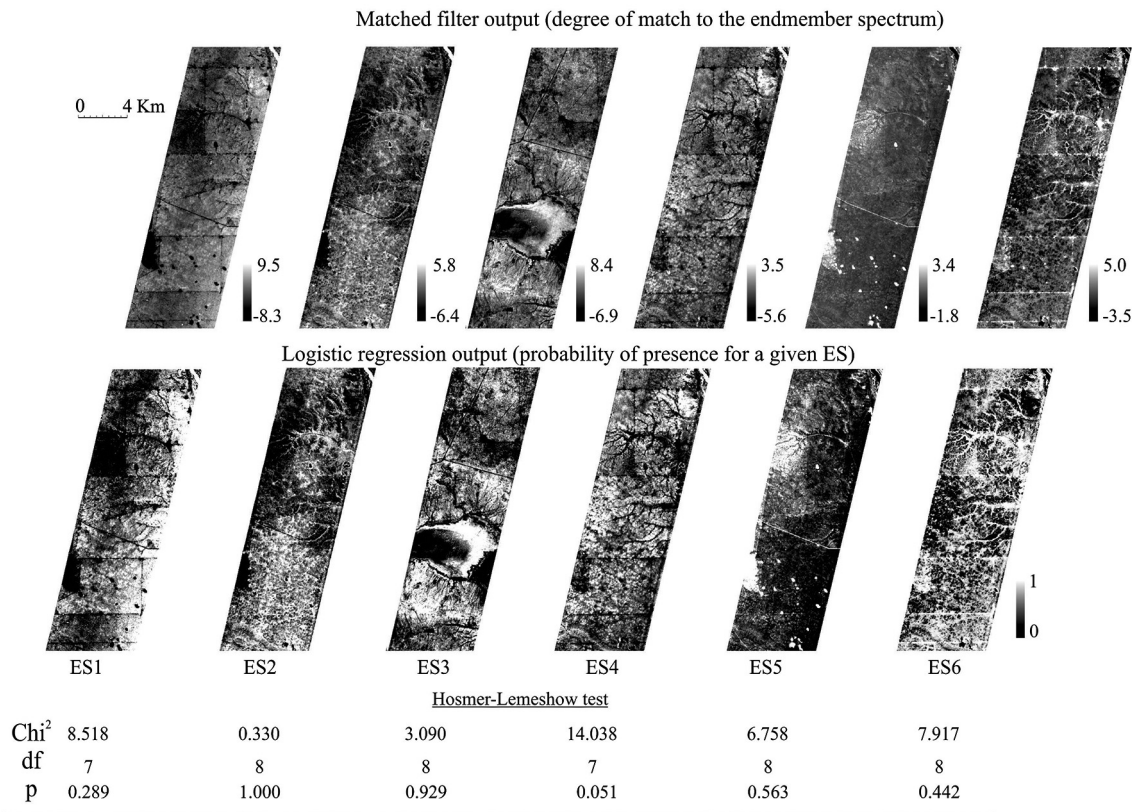 Matched filter output (degree of match to the endmember spectrum)
0 4 Km
9.5 5.8 8.4 3.5 3.4 5.0
-8.3 -6.4 -6.9 -5.6 -1.8 -3.5
Logistic regression output (probability of presence for a given ES)
1
0
ES1 ES2 ES3 ES4 ES5 ES6
Hosmer-Lemeshow test
Chi² 8.518 0.330 3.090 14.038 6.758 7.917
df 7 8 8 7 8 8
p 0.289 1.000 0.929 0.051 0.563 0.442